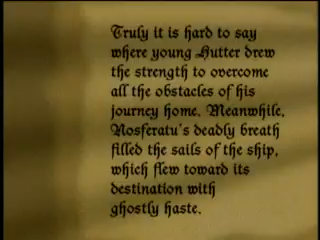 Truly it is hard to say
where young Hutter drew
the strength to overcome
all the obstacles of his
journey home. Meanwhile,
Nosferatu's deadly breath
filled the sails of the ship,
which flew toward its
destination with
ghostly haste.